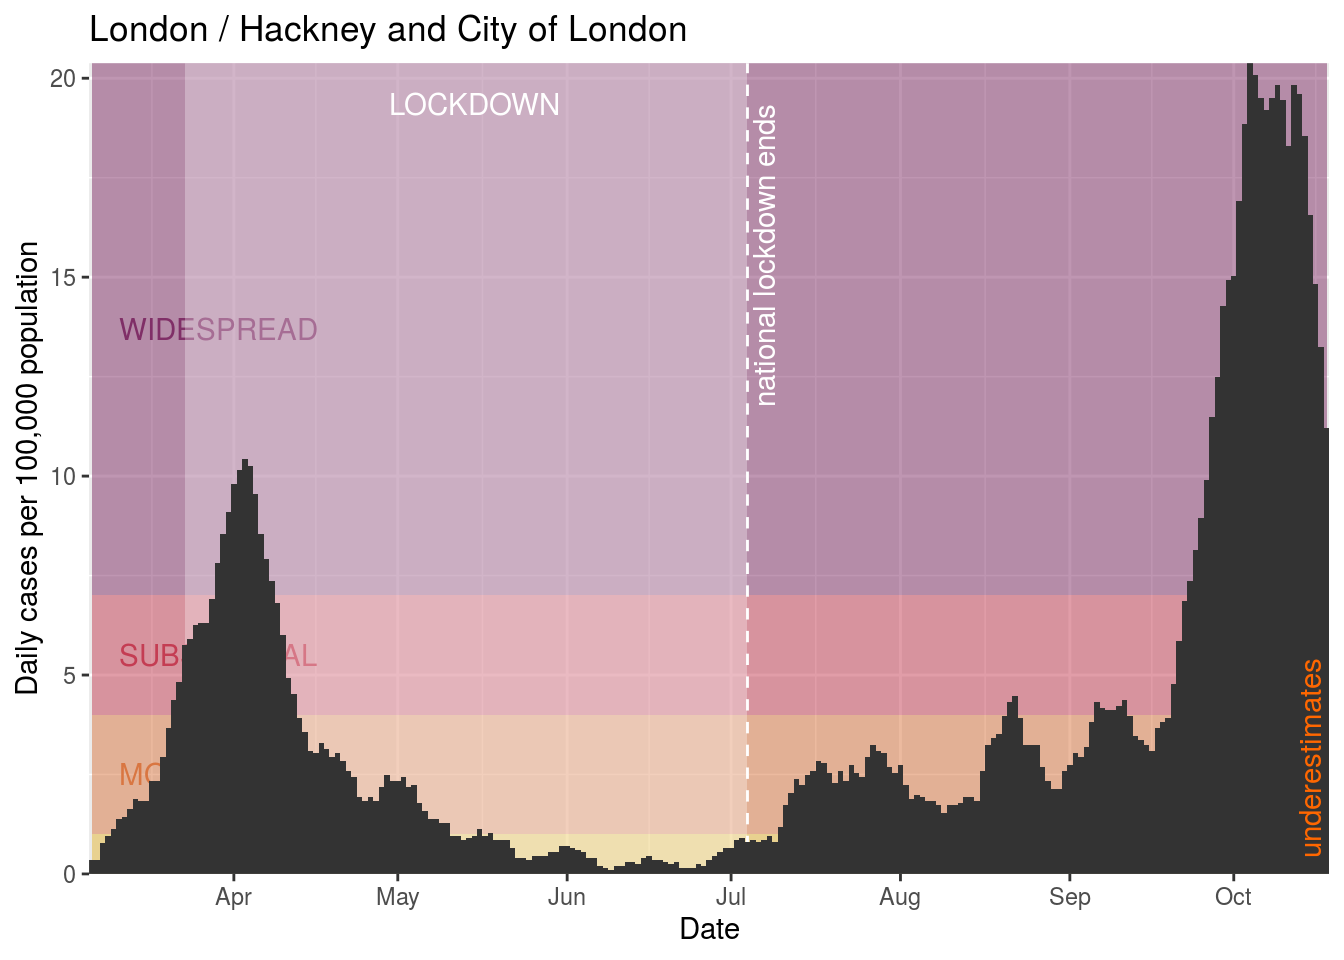 London / Hackney and City of London
20
15
10
5
0
Daily cases per 100,000 population
LOCKDOWN
national lockdown ends
WIDESPREAD
underestimates
Apr
May
Jun
Jul
Aug
Sep
Oct
Date